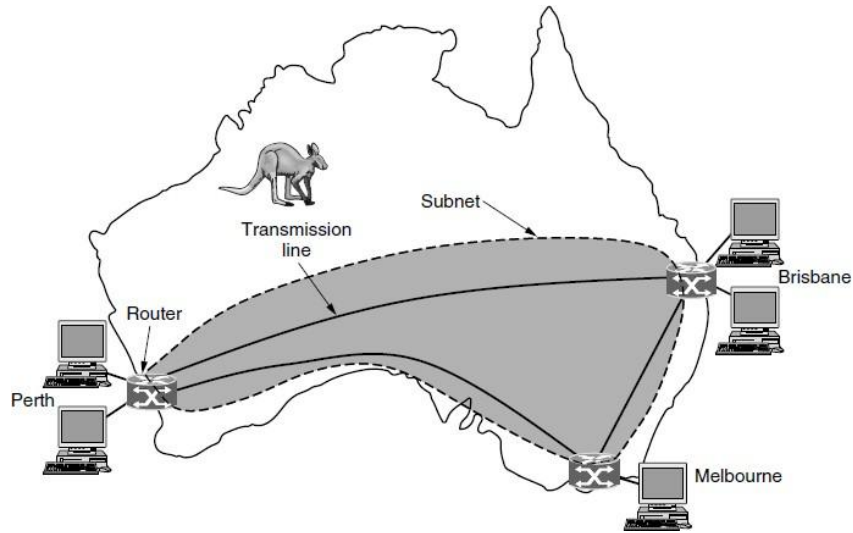 Subnet
Transmission
line
Router
Brisbane
Perth
Melbourne